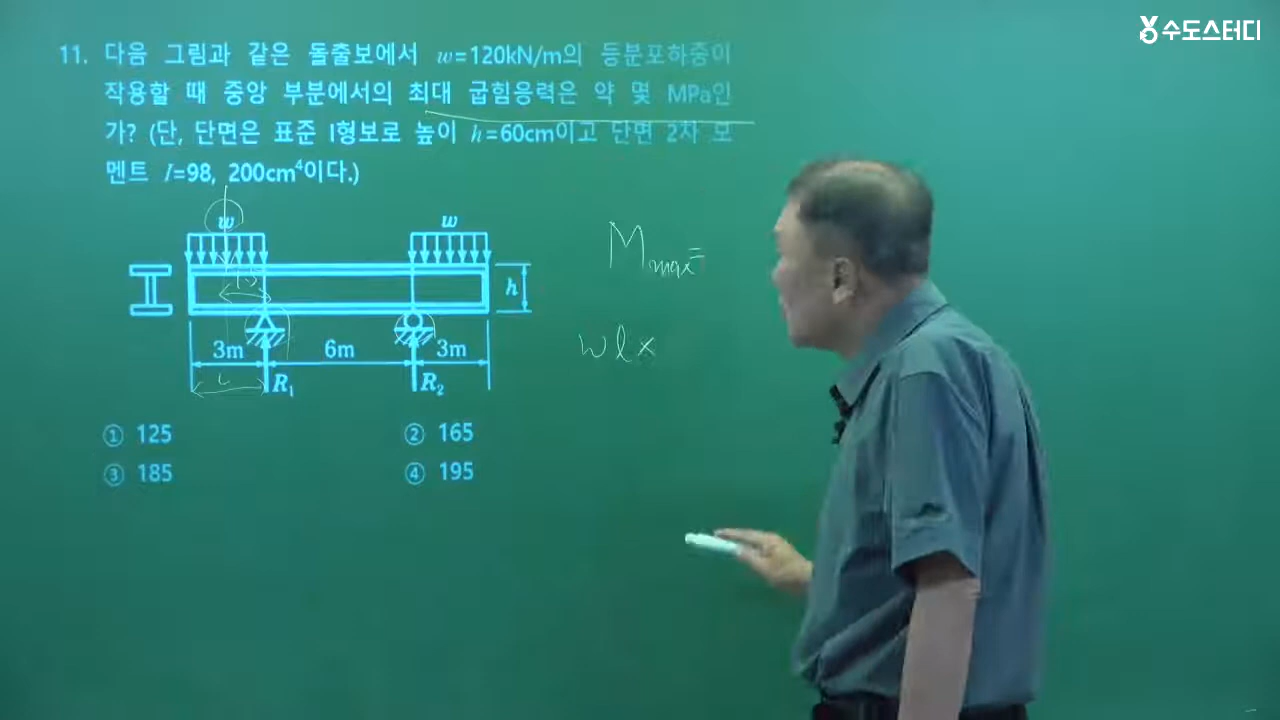 수도스터디
11. 다음 그림과 같은 돌출보에서 w=120kN/m의 등분포하중이
작용할 때 중앙 부분에서의 최대 굽힘응력은 약 몇 MPa인
가? (단, 단면은 표준 I형보로 높이 h=60cm이고 단면 2차 모
멘트 I=98, 200cm⁴이다.)
w w
M max =
h
w l x
3m 6m 3m
R₁ R₂
① 125 ② 165
③ 185 ④ 195